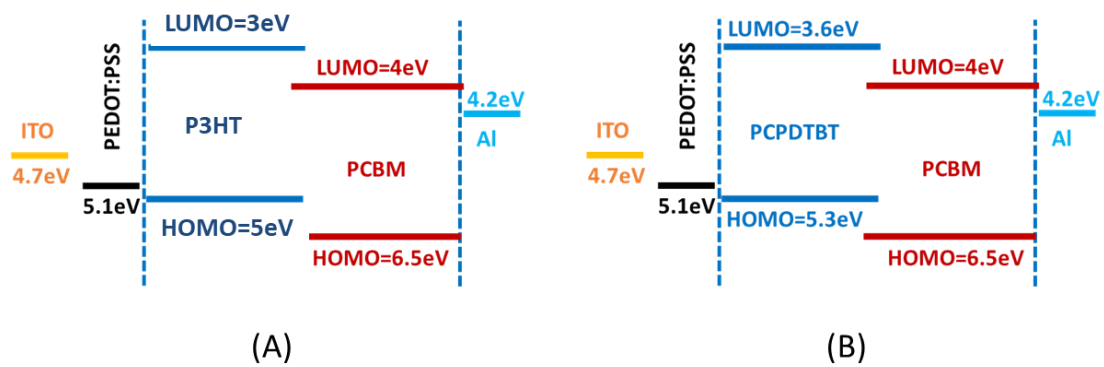 LUMO=3eV
LUMO=4eV
PEDOT:PSS
P3HT
4.2eV
Al
ITO
4.7eV
PCBM
5.1eV
HOMO=5eV
HOMO=6.5eV
(A)
LUMO=3.6eV
LUMO=4eV
PEDOT:PSS
PCPDTBT
4.2eV
Al
ITO
4.7eV
PCBM
5.1eV
HOMO=5.3eV
HOMO=6.5eV
(B)